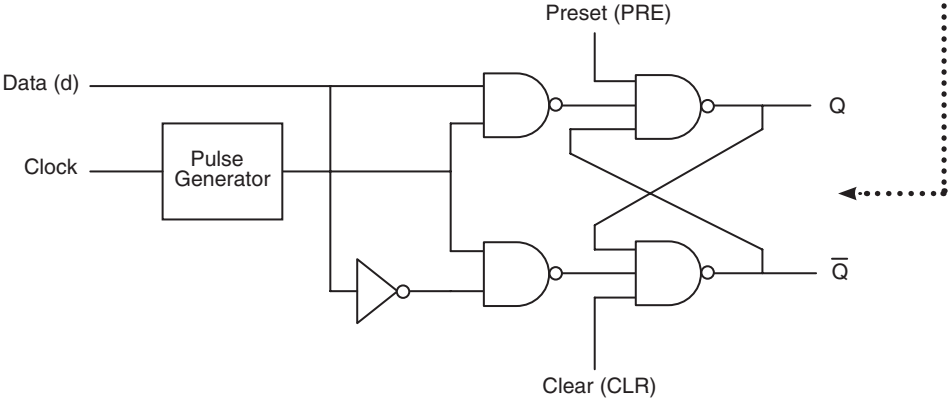 Preset (PRE)
Data (d)
Q
Clock
Pulse
Generator
Q̅
Clear (CLR)